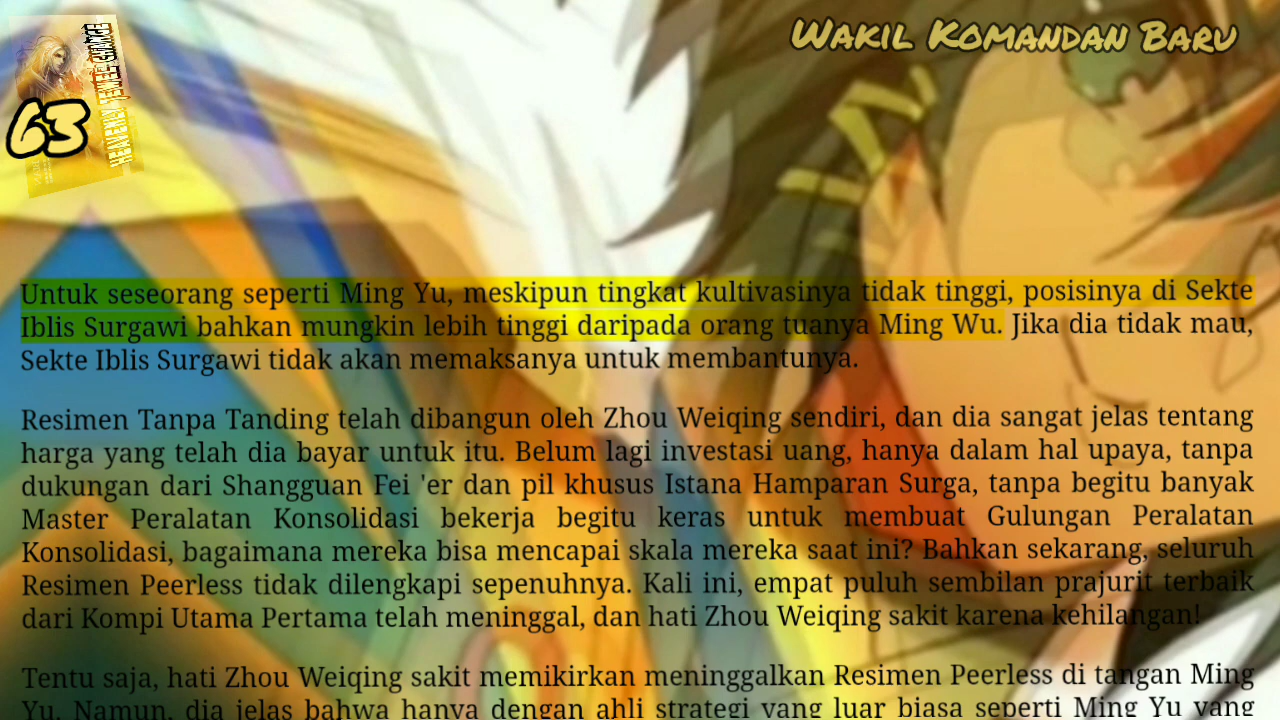 Wakil Komandan Baru
HEAVENLY JEWEL CHANGE
63
Untuk seseorang seperti Ming Yu, meskipun tingkat kultivasinya tidak tinggi, posisinya di Sekte
Iblis Surgawi bahkan mungkin lebih tinggi daripada orang tuanya Ming Wu. Jika dia tidak mau,
Sekte Iblis Surgawi tidak akan memaksanya untuk membantunya.
Resimen Tanpa Tanding telah dibangun oleh Zhou Weiqing sendiri, dan dia sangat jelas tentang
harga yang telah dia bayar untuk itu. Belum lagi investasi uang, hanya dalam hal upaya, tanpa
dukungan dari Shangguan Fei 'er dan pil khusus Istana Hamparan Surga, tanpa begitu banyak
Master Peralatan Konsolidasi bekerja begitu keras untuk membuat Gulungan Peralatan
Konsolidasi, bagaimana mereka bisa mencapai skala mereka saat ini? Bahkan sekarang, seluruh
Resimen Peerless tidak dilengkapi sepenuhnya. Kali ini, empat puluh sembilan prajurit terbaik
dari Kompi Utama Pertama telah meninggal, dan hati Zhou Weiqing sakit karena kehilangan!
Tentu saja, hati Zhou Weiqing sakit memikirkan meninggalkan Resimen Peerless di tangan Ming
Yu. Namun, dia jelas bahwa hanya dengan ahli strategi yang luar biasa seperti Ming Yu yang